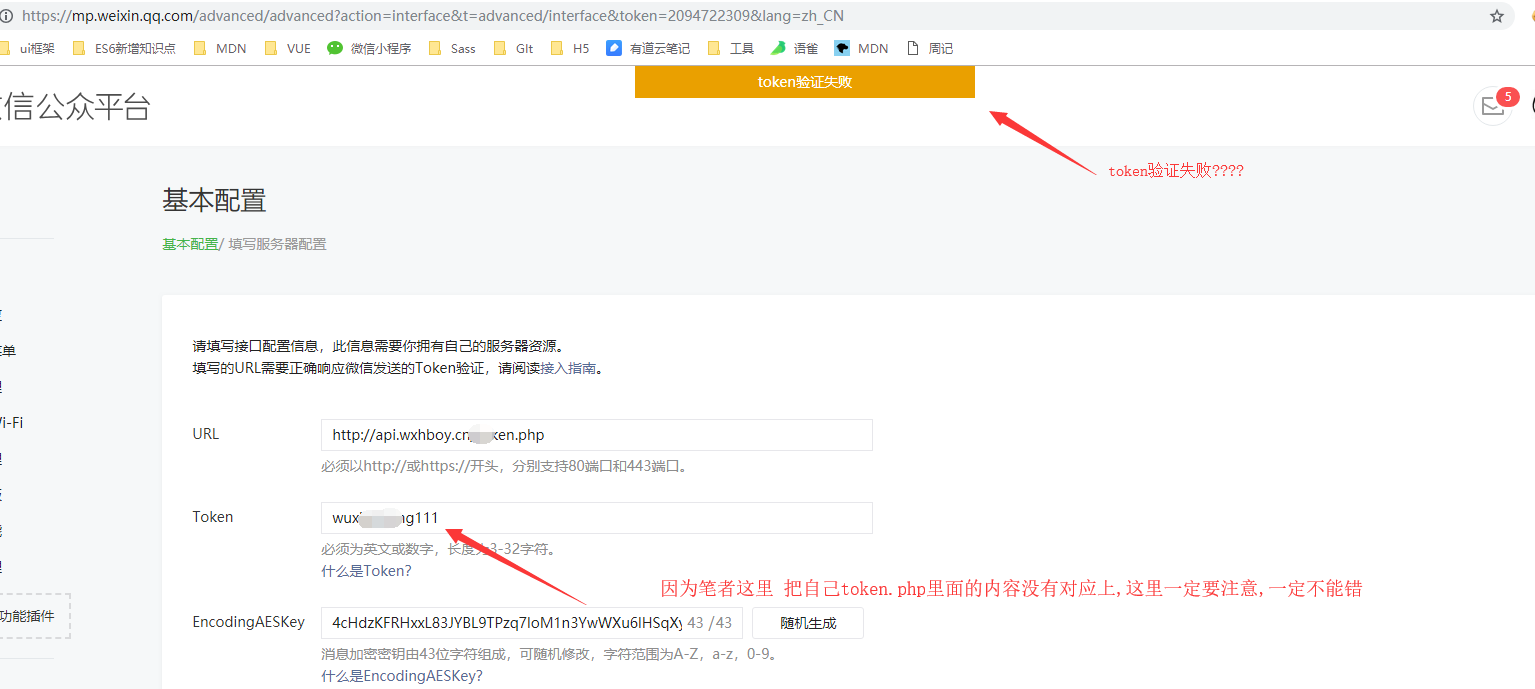 https://mp.weixin.qq.com/advanced/advanced?action=interface&t=advanced/interface&token=2094722309&lang=zh_CN
ui框架 ES6新增知识点 MDN VUE 微信小程序 Sass GIt H5 有道云笔记 工具 语雀 MDN 周记
token验证失败
信公众平台
5
token验证失败????
基本配置
基本配置/ 填写服务器配置
请填写接口配置信息，此信息需要你拥有自己的服务器资源。
填写的URL需要正确响应微信发送的Token验证，请阅读接入指南。
单
URL
http://api.wxhboy.cn ken.php
必须以http://或https://开头，分别支持80端口和443端口。
Wi-Fi
Token
wux g111
必须为英文或数字，长度为3-32字符。
什么是Token?
因为笔者这里 把自己token.php里面的内容没有对应上,这里一定要注意,一定不能错
功能插件
EncodingAESKey
4cHdzKFRHxxL83JYBL9TPzq7loM1n3YwWXu6lHSqXy 43 /43
随机生成
消息加密密钥由43位字符组成，可随机修改，字符范围为A-Z，a-z，0-9。
什么是EncodingAESKey?